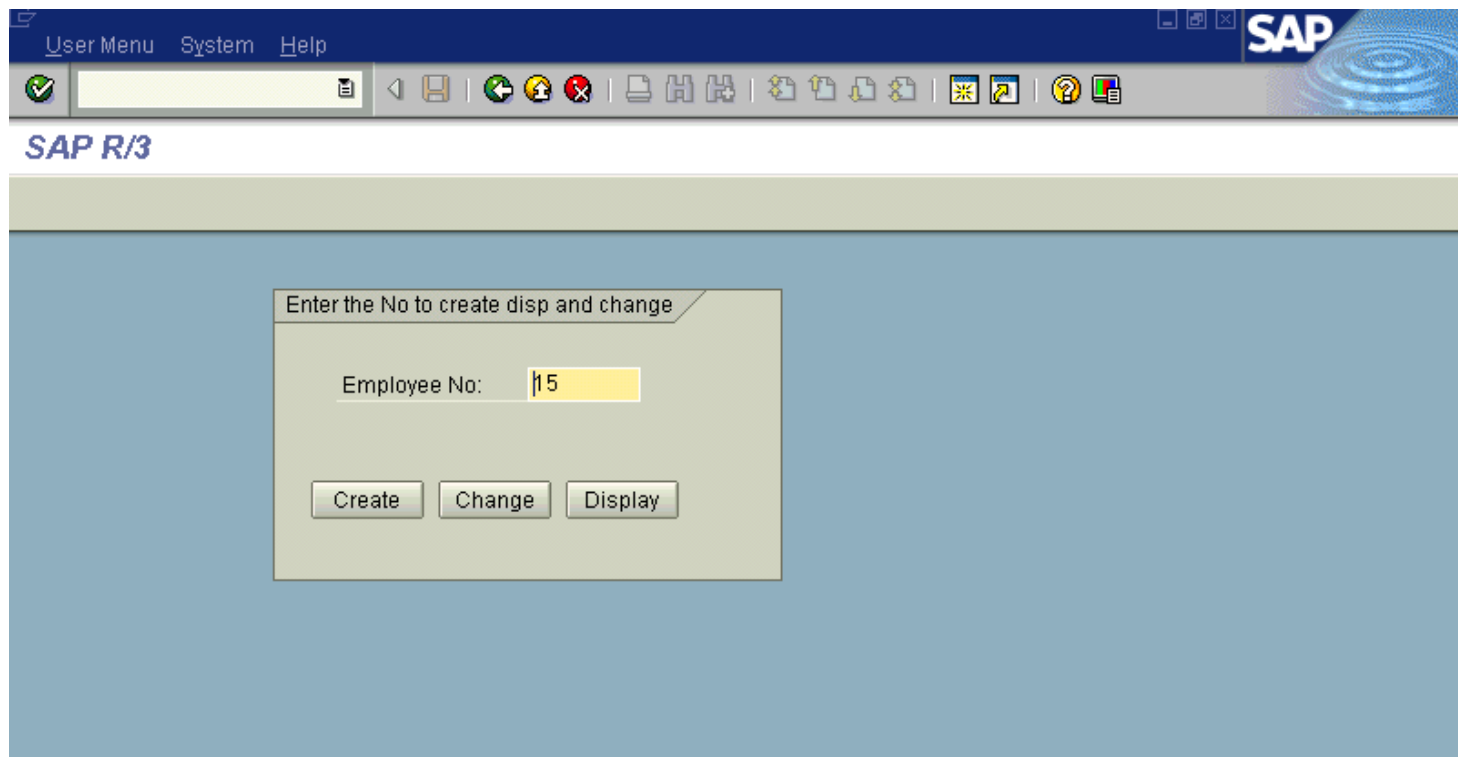 User Menu System Help
SAP
SAP R/3
Enter the No to create disp and change
Employee No: 15
Create Change Display